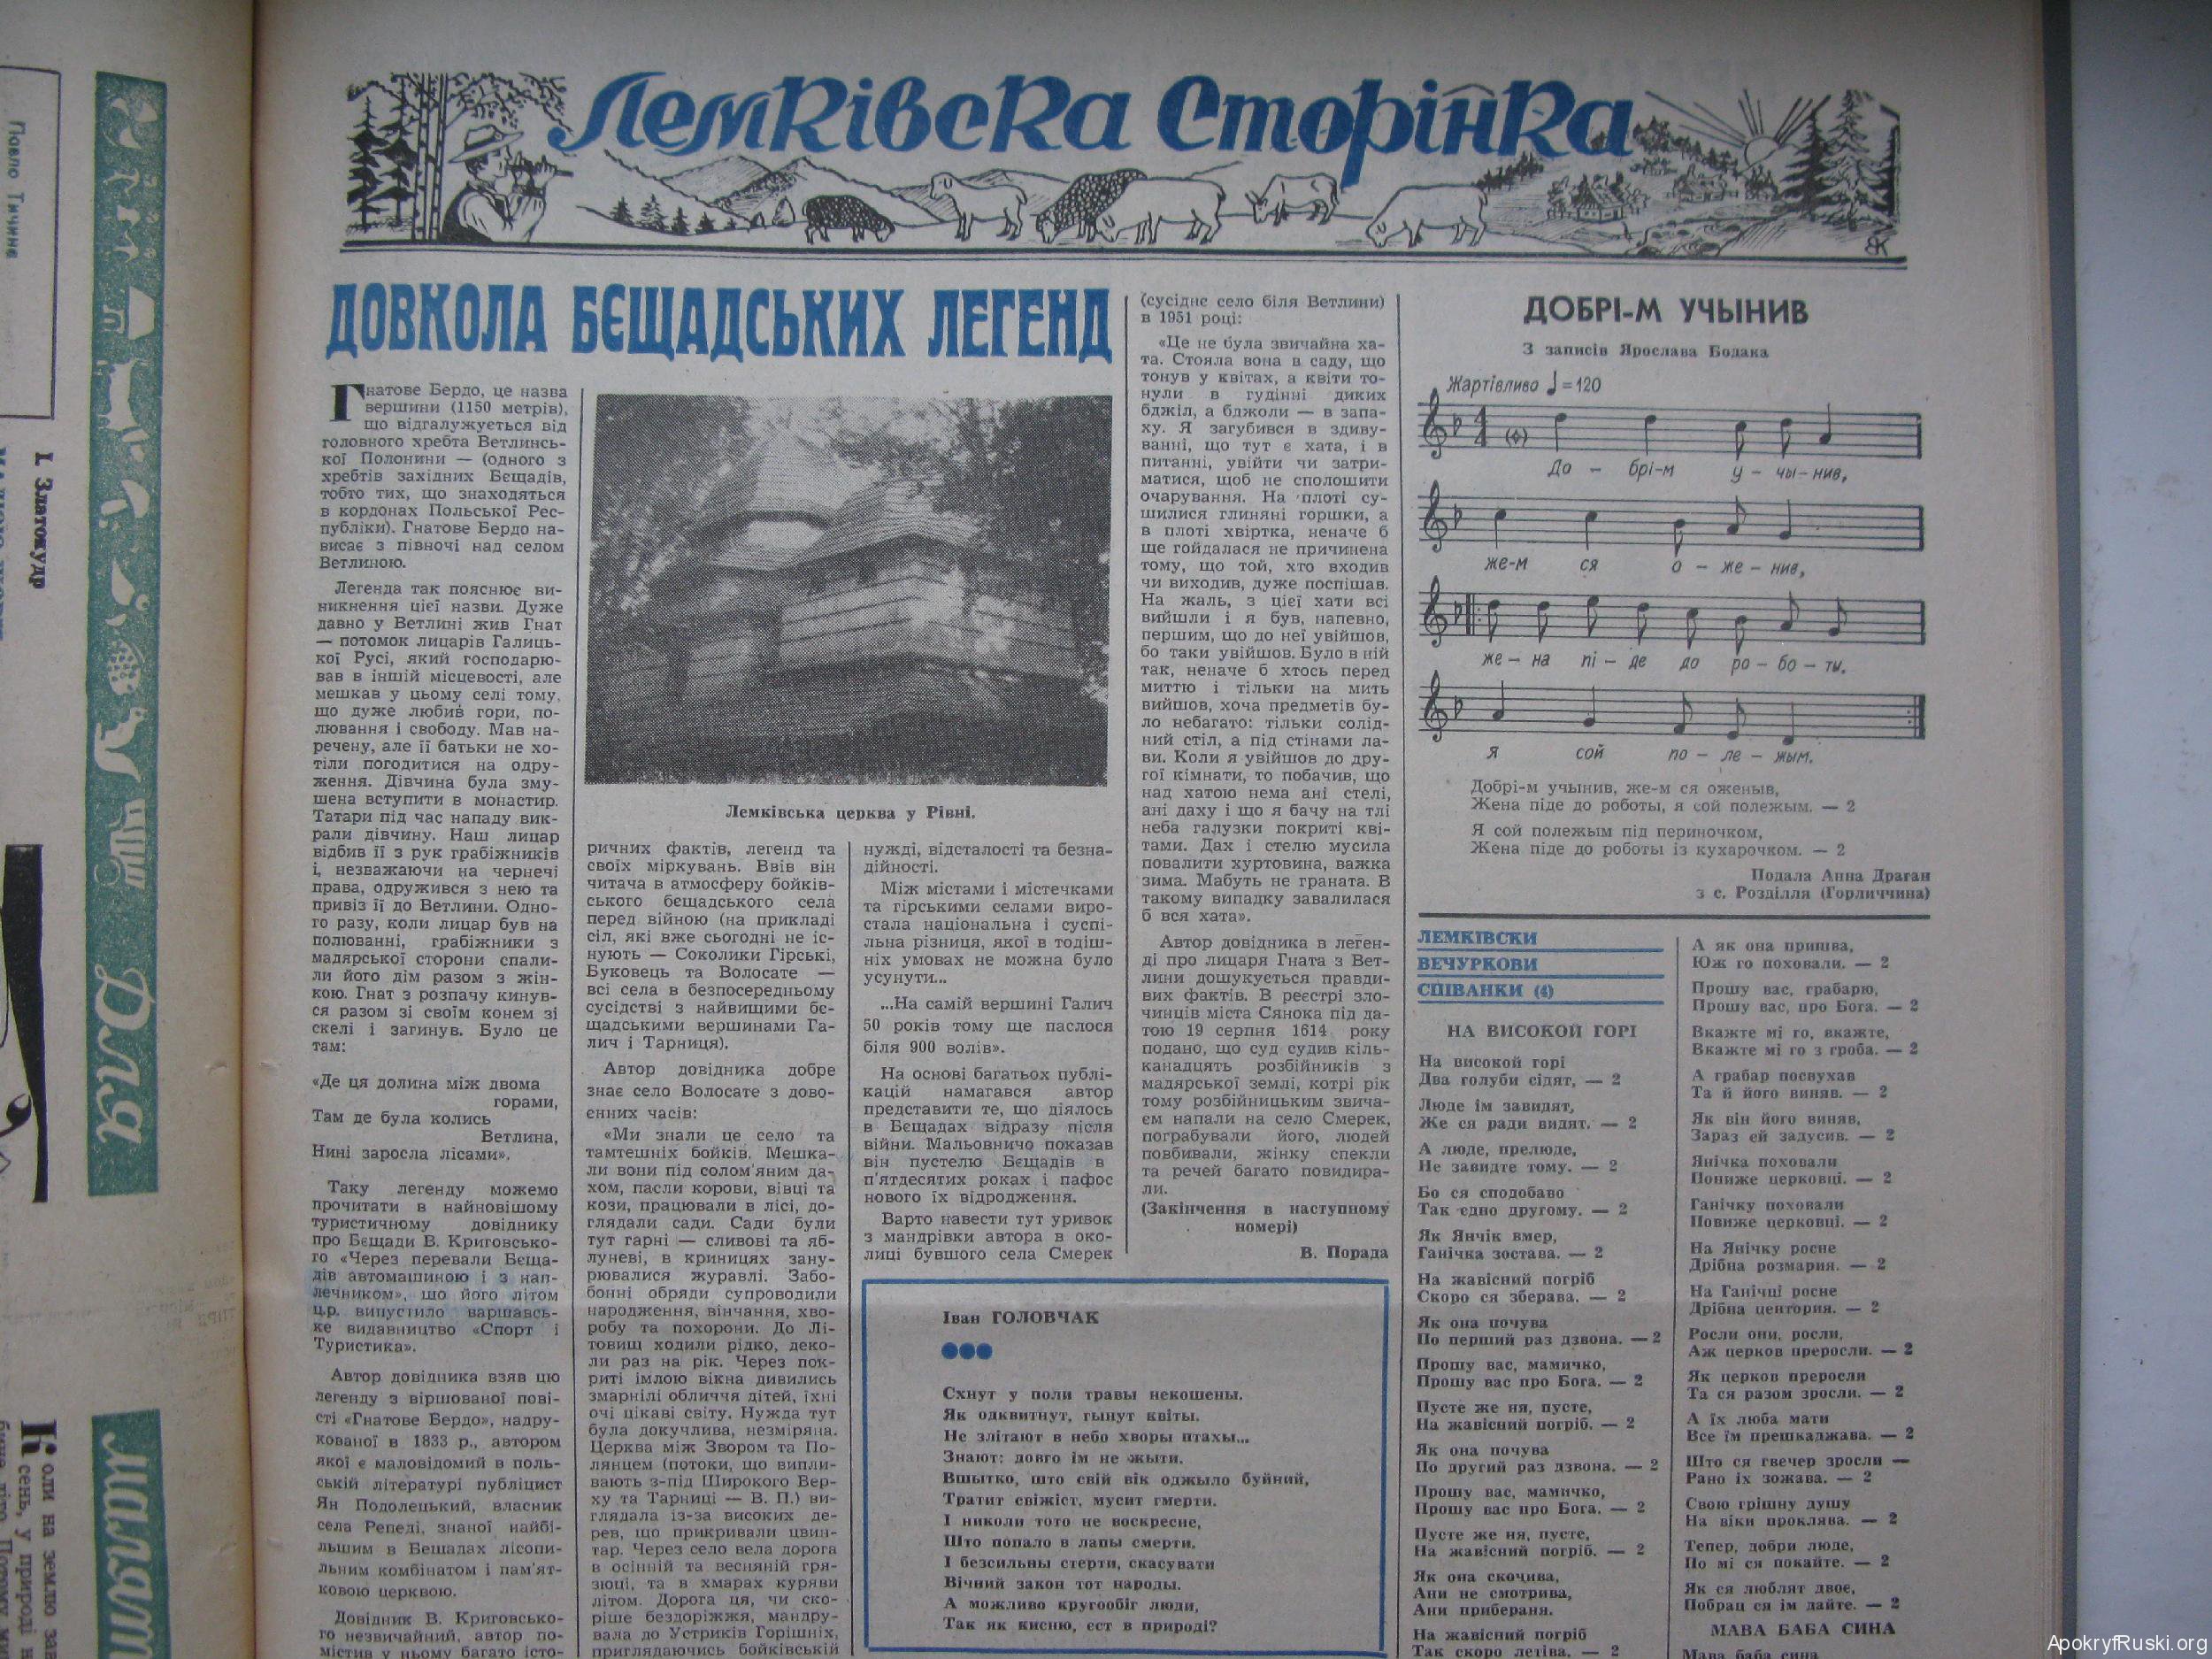 Лемківска Сторінка
ДОВКОЛА БЄЩАДСЬКИХ ЛЕГЕНД
Гнатове Бердо, це назва
вершини (1150 метрів),
що відгалужується від
головного хребта Ветлинсь-
кої Полонини — (одного з
хребтів західних Бещадів,
тобто тих, що знаходяться
в кордонах Польської Рес-
публіки). Гнатове Бердо на-
висає з півночі над селом
Ветлиною.
Легенда так пояснює ви-
никнення цієї назви. Дуже
давно у Ветлині жив Гнат
— потомок лицарів Галиць-
кої Русі, який господарю-
вав в іншій місцевості, але
мешкав у цьому селі тому,
що дуже любив гори, по-
лювання і свободу. Мав на-
речену, але її батьки не хо-
тіли погодитися на одру-
ження. Дівчина була зму-
шена вступити в монастир.
Татари під час нападу вик-
рали дівчину. Наш лицар
відбив її з рук грабіжників
і, незважаючи на чернечі
права, одружився з нею та
привіз її до Ветлини. Одно-
го разу, коли лицар був на
полюванні, грабіжники з
мадярської сторони спали-
ли його дім разом з жін-
кою. Гнат з розпачу кинув-
ся разом зі своїм конем зі
скелі і загинув. Було це
там:
«Де ця долина між двома
горами,
Там де була колись
Ветлина,
Нині заросла лісами».
Таку легенду можемо
прочитати в найновішому
туристичному довіднику
про Бещади В. Криговсько-
го «Через перевали Беща-
дів автомашиною і з нап-
лечником», що його літом
ц.р. випустило варшавсь-
ке видавництво «Спорт і
Туристика».
Автор довідника взяв цю
легенду з віршованої пові-
сті «Гнатове Бердо», надру-
кованої в 1833 р., автором
якої є маловідомий в поль-
ській літературі публіцист
Ян Подолецький, власник
села Репеді, знаної найбі-
льшим в Бещадах лісопи-
льним комбінатом і пам'ят-
ковою церквою.
Довідник В. Криговсько-
го незвичайний, автор по-
містив у ньому багато істо-
Лемківська церква у Рівні.
ричних фактів, легенд та
своїх міркувань. Ввів він
читача в атмосферу бойків-
ського бещадського села
перед війною (на прикладі
сіл, які вже сьогодні не іс-
нують — Соколики Гірські,
Буковець та Волосате —
всі села в безпосередньому
сусідстві з найвищими бє-
щадськими вершинами Га-
лич і Тарниця).
Автор довідника добре
знає село Волосате з дово-
єнних часів:
«Ми знали це село та
тамтешніх бойків. Мешка-
ли вони під солом'яним да-
хом, пасли корови, вівці та
кози, працювали в лісі, до-
глядали сади. Сади були
тут гарні — сливові та яб-
луневі, в криницях зану-
рювалися журавлі. Забо-
бонні обряди супроводили
народження, вінчання, хво-
робу та похорони. До Лі-
товищ ходили рідко, деко-
ли раз на рік. Через пок-
риті імлою вікна дивились
змарнілі обличчя дітей, їхні
очі цікаві світу. Нужда тут
була докучлива, незміряна.
Церква між Звором та По-
лянцем (потоки, що випли-
вають з-під Широкого Вер-
ху та Тарниці — В. П.) ви-
глядала із-за високих де-
рев, що прикривали цвин-
тар. Через село вела дорога
в осінній та весняній гря-
зюці, та в хмарах куряви
літом. Дорога ця, чи ско-
ріше бездоріжжя, мандру-
вала до Устриків Горішніх,
приглядаючись бойківській
нужді, відсталості та безна-
дійності.
Між містами і містечками
та гірськими селами виро-
стала національна і суспі-
льна різниця, якої в тодіш-
ніх умовах не можна було
усунути...
...На самій вершині Галич
50 років тому ще паслося
біля 900 волів».
На основі багатьох публі-
кацій намагався автор
представити те, що діялось
в Бещадах відразу після
війни. Мальовничо показав
він пустелю Бещадів в
п'ятдесятих роках і пафос
нового їх відродження.
Варто навести тут уривок
з мандрівки автора в око-
лиці бувшого села Смерек
(сусіднє село біля Ветлини)
в 1951 році:
«Це не була звичайна ха-
та. Стояла вона в саду, що
тонув у квітах, а квіти то-
нули в гудінні диких
бджіл, а бджоли — в запа-
ху. Я загубився в здиву-
ванні, що тут є хата, і в
питанні, увійти чи затри-
матися, щоб не сполошити
очарування. На плоті су-
шилися глиняні горшки, а
в плоті хвіртка, неначе б
ще гойдалася не причинена
тому, що той, хто входив
чи виходив, дуже поспішав.
На жаль, з цієї хати всі
вийшли і я був, напевно,
першим, що до неї увійшов,
бо таки увійшов. Було в ній
так, неначе б хтось перед
миттю і тільки на мить
вийшов, хоча предметів бу-
ло небагато: тільки солід-
ний стіл, а під стінами ла-
ви. Коли я увійшов до дру-
гої кімнати, то побачив, що
над хатою нема ані стелі,
ані даху і що я бачу на тлі
неба галузки покриті кві-
тами. Дах і стелю мусила
повалити хуртовина, важка
зима. Мабуть не граната. В
такому випадку завалилася
б вся хата».
Автор довідника в леген-
ді про лицаря Гната з Вет-
лини дошукується правди-
вих фактів. В реєстрі зло-
чинців міста Сянока під да-
тою 19 серпня 1614 року
подано, що суд судив кіль-
канадцять розбійників з
мадярської землі, котрі рік
тому розбійницьким звича-
єм напали на село Смерек,
пограбували його, людей
повбивали, жінку спекли
та речей багато повидира-
ли.
(Закінчення в наступному
номері)
В. Порада
Іван ГОЛОВЧАК
Схнут у поли травы некошены.
Як одквитнут, гынут квіты.
Не злітают в небо хворы птахы...
Знают: довго ім не жыти.
Вшытко, што свій вік оджыло буйний,
Тратит свіжіст, мусит гмерти.
І николи тото не воскресне,
Што попало в лапы смерти.
І безсильны стерти, скасувати
Вічний закон тот народы.
А можливо кругообіг люди,
Так як кисню, єст в природі?
ДОБРІ-М УЧЫНИВ
З записів Ярослава Бодака
Жартівливо ♩=120
До – брі-м у – чы – нив,
же-м ся о – же – нив,
же – на пі – де до ро – бо – ты.
я сой по – ле – жым.
Добрі-м учынив, же-м ся оженыв,
Жена піде до роботы, я сой полежым. — 2
Я сой полежым під периночком,
Жена піде до роботы із кухарочком. — 2
Подала Анна Драган
з с. Розділля (Горличчина)
ЛЕМКІВСКИ
ВЕЧУРКОВИ
СПІВАНКИ (4)
НА ВИСОКОЙ ГОРІ
На високой горі
Два голуби сідят, — 2
Люде ім завидят,
Же ся ради видят. — 2
А люде, прелюде,
Не завидте тому. — 2
Бо ся сподобаво
Так єдно другому. — 2
Як Янчік вмер,
Ганічка зостава. — 2
На жавісний погріб
Скоро ся зберава. — 2
Як она почува
По перший раз дзвона. — 2
Прошу вас, мамичко,
Прошу вас про Бога. — 2
Пусте же ня, пусте,
На жавісний погріб. — 2
Як она почува
По другий раз дзвона. — 2
Прошу вас, мамичко,
Прошу вас про Бога. — 2
Пусте же ня, пусте,
На жавісний погріб. — 2
Як она скочива,
Ани не смотрива,
Ани прибераня.
На жавісний погріб
Так скоро летіва. — 2
А як она пришва,
Юж го поховали. — 2
Прошу вас, грабарю,
Прошу вас, про Бога. — 2
Вкажте мі го, вкажте,
Вкажте мі го з гроба. — 2
А грабар посвухав
Та й його виняв. — 2
Як він його виняв,
Зараз ей задусив. — 2
Янічка поховали
Пониже церковці. — 2
Ганічку поховали
Повиже церковці. — 2
На Янічку росне
Дрібна розмария. — 2
На Ганічці росне
Дрібна центория. — 2
Росли они, росли,
Аж церков преросли. — 2
Як церков преросли
Та ся разом зросли. — 2
А їх люба мати
Все ім прешкаджава. — 2
Што ся гвечер зросли —
Рано іх зожава. — 2
Свою грішну душу
На віки проклява. — 2
Тепер, добри люде,
По мі ся покайте. — 2
Як ся люблят двоє,
Побрац ся ім дайте. — 2
МАВА БАБА СИНА
Мава баба сина
Павло Тичина
І. Златокудр
Для
малят
Коли на землю
сень, у природі
ApokryfRuski.org